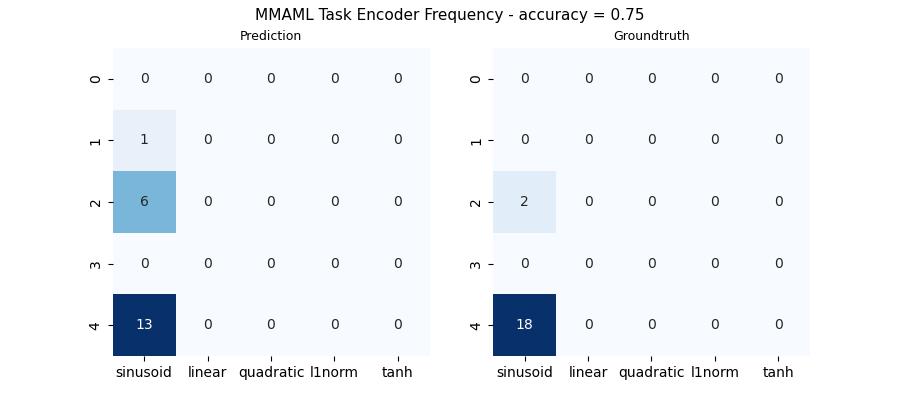 MMAML Task Encoder Frequency - accuracy = 0.75
Prediction
Groundtruth
0 0 0 0 0 0
1 1 0 0 0 0
2 6 0 0 0 0
3 0 0 0 0 0
4 13 0 0 0 0
sinusoid linear quadratic l1norm tanh
0 0 0 0 0 0
1 0 0 0 0 0
2 2 0 0 0 0
3 0 0 0 0 0
4 18 0 0 0 0
sinusoid linear quadratic l1norm tanh